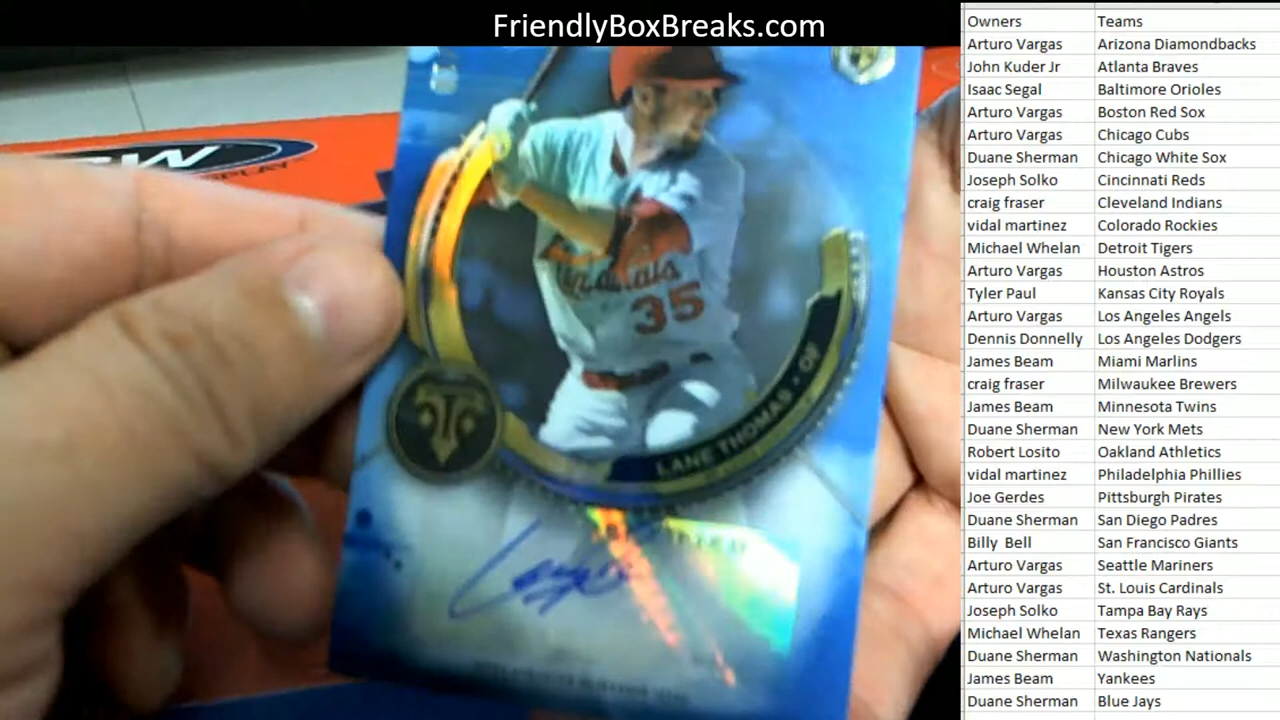 FriendlyBoxBreaks.com
Owners Teams
Arturo Vargas Arizona Diamondbacks
John Kuder Jr Atlanta Braves
Isaac Segal Baltimore Orioles
Arturo Vargas Boston Red Sox
Arturo Vargas Chicago Cubs
Duane Sherman Chicago White Sox
Joseph Solko Cincinnati Reds
craig fraser Cleveland Indians
vidal martinez Colorado Rockies
Michael Whelan Detroit Tigers
Arturo Vargas Houston Astros
Tyler Paul Kansas City Royals
Arturo Vargas Los Angeles Angels
Dennis Donnelly Los Angeles Dodgers
James Beam Miami Marlins
craig fraser Milwaukee Brewers
James Beam Minnesota Twins
Duane Sherman New York Mets
Robert Losito Oakland Athletics
vidal martinez Philadelphia Phillies
Joe Gerdes Pittsburgh Pirates
Duane Sherman San Diego Padres
Billy Bell San Francisco Giants
Arturo Vargas Seattle Mariners
Arturo Vargas St. Louis Cardinals
Joseph Solko Tampa Bay Rays
Michael Whelan Texas Rangers
Duane Sherman Washington Nationals
James Beam Yankees
Duane Sherman Blue Jays
Cardinals
35
LANE THOMAS • OF